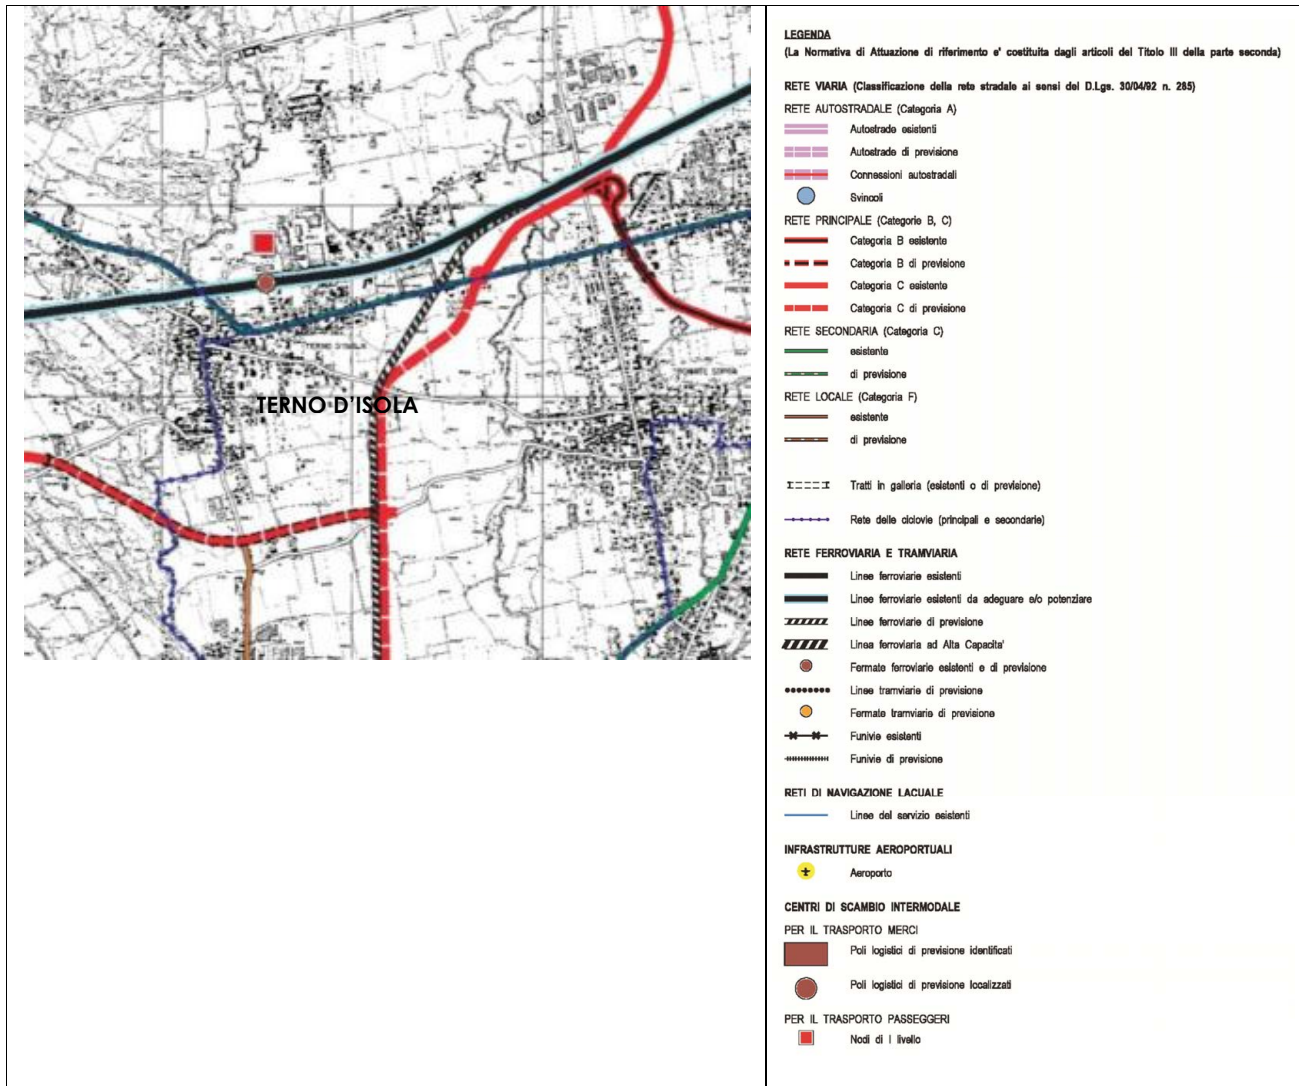 TERNO D'ISOLA
TERNO D'ISOLA
LEGENDA
(La Normativa di Attuazione di riferimento e' costituita dagli articoli del Titolo III della parte seconda)
RETE VIARIA (Classificazione della rete stradale ai sensi del D.Lgs. 30/04/92 n. 285)
RETE AUTOSTRADALE (Categoria A)
Autostrade esistenti
Autostrade di previsione
Connessioni autostradali
Svincoli
RETE PRINCIPALE (Categorie B, C)
Categoria B esistente
Categoria B di previsione
Categoria C esistente
Categoria C di previsione
RETE SECONDARIA (Categoria C)
esistente
di previsione
RETE LOCALE (Categoria F)
esistente
di previsione
Tratti in galleria (esistenti o di previsione)
Rete delle ciclovie (principali e secondarie)
RETE FERROVIARIA E TRAMVIARIA
Linee ferroviarie esistenti
Linee ferroviarie esistenti da adeguare e/o potenziare
Linee ferroviarie di previsione
Linea ferroviaria ad Alta Capacita'
Fermate ferroviarie esistenti e di previsione
Linee tramviarie di previsione
Fermate tramviarie di previsione
Funivie esistenti
Funivie di previsione
RETI DI NAVIGAZIONE LACUALE
Linee del servizio esistenti
INFRASTRUTTURE AEROPORTUALI
Aeroporto
CENTRI DI SCAMBIO INTERMODALE
PER IL TRASPORTO MERCI
Poli logistici di previsione identificati
Poli logistici di previsione localizzati
PER IL TRASPORTO PASSEGGERI
Nodi di I livello